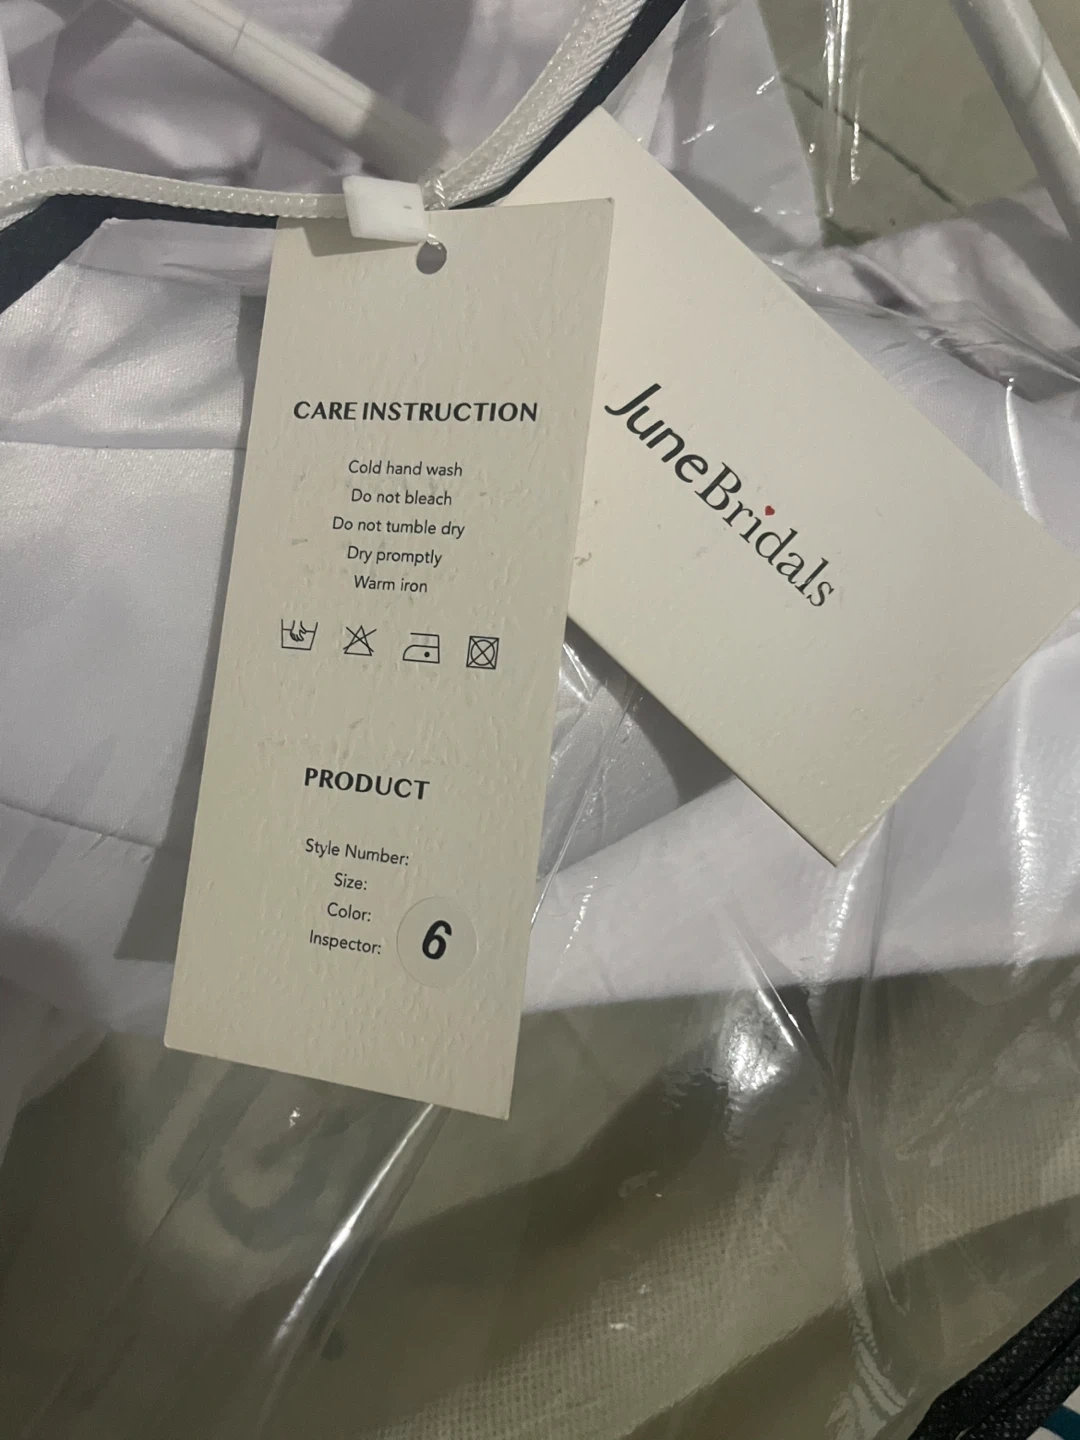 CARE INSTRUCTION
Cold hand wash
Do not bleach
Do not tumble dry
Dry promptly
Warm iron
PRODUCT
Style Number:
Size:
Color:
Inspector: 6
JuneBridals